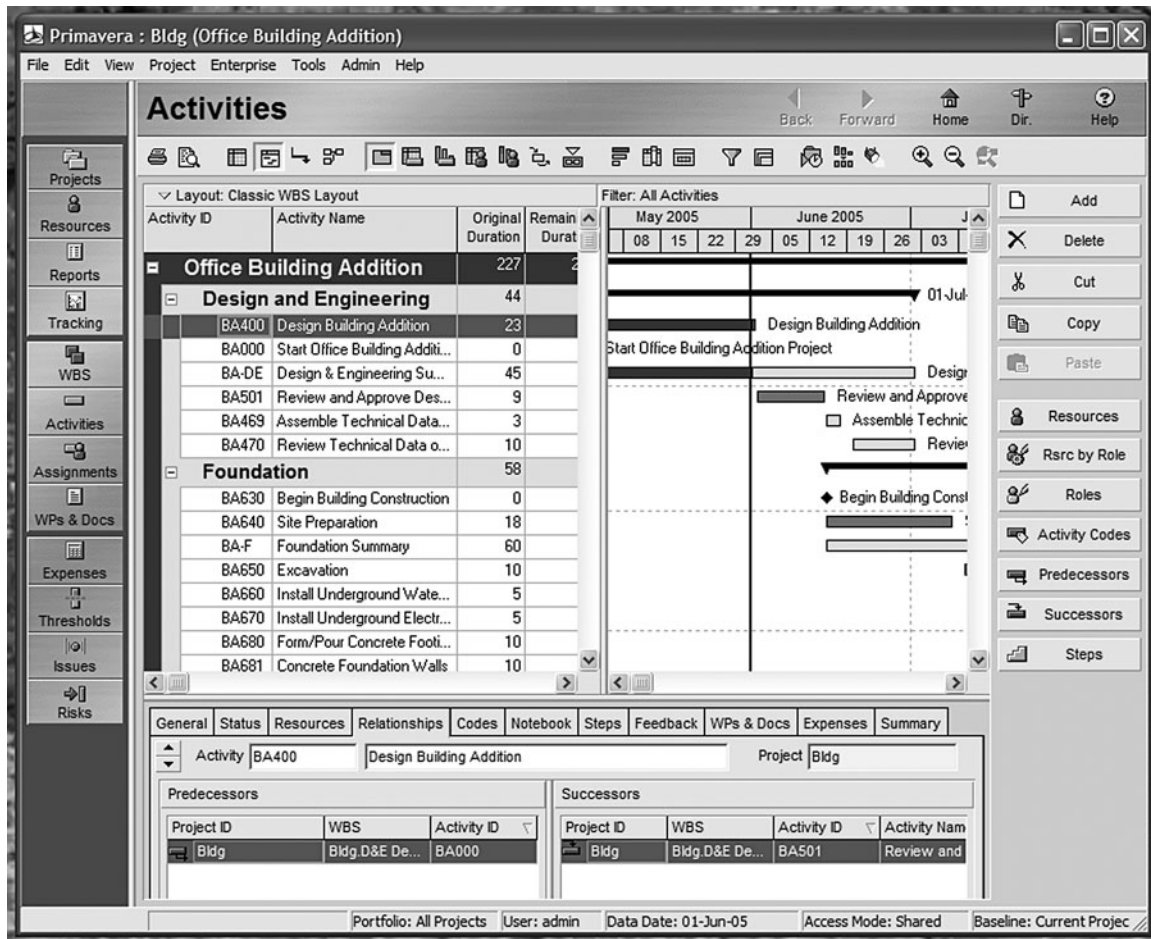 Primavera : Bldg (Office Building Addition)
File Edit View Project Enterprise Tools Admin Help
Activities
Back Forward Home Dir. Help
Projects
Resources
Reports
Tracking
WBS
Activities
Assignments
WPs & Docs
Expenses
Thresholds
Issues
Risks
Layout: Classic WBS Layout
Filter: All Activities
Activity ID Activity Name Original Duration Remain Durat
May 2005 June 2005 J
08 15 22 29 05 12 19 26 03
Office Building Addition 227 2
Design and Engineering 44 01-Jul-
BA400 Design Building Addition 23 Design Building Addition
BA000 Start Office Building Additi... 0 Start Office Building Addition Project
BA-DE Design & Engineering Su... 45 Design
BA501 Review and Approve Des... 9 Review and Approve
BA469 Assemble Technical Data... 3 Assemble Technic
BA470 Review Technical Data o... 10 Review
Foundation 58
BA630 Begin Building Construction 0 Begin Building Const
BA640 Site Preparation 18
BA-F Foundation Summary 60
BA650 Excavation 10
BA660 Install Underground Wate... 5
BA670 Install Underground Electr... 5
BA680 Form/Pour Concrete Footi... 10
BA681 Concrete Foundation Walls 10
Add
Delete
Cut
Copy
Paste
Resources
Rsrc by Role
Roles
Activity Codes
Predecessors
Successors
Steps
General Status Resources Relationships Codes Notebook Steps Feedback WPs & Docs Expenses Summary
Activity BA400 Design Building Addition Project Bldg
Predecessors
Project ID WBS Activity ID
Bldg Bldg.D&E De... BA000
Successors
Project ID WBS Activity ID Activity Nam
Bldg Bldg.D&E De... BA501 Review and
Portfolio: All Projects User: admin Data Date: 01-Jun-05 Access Mode: Shared Baseline: Current Projec